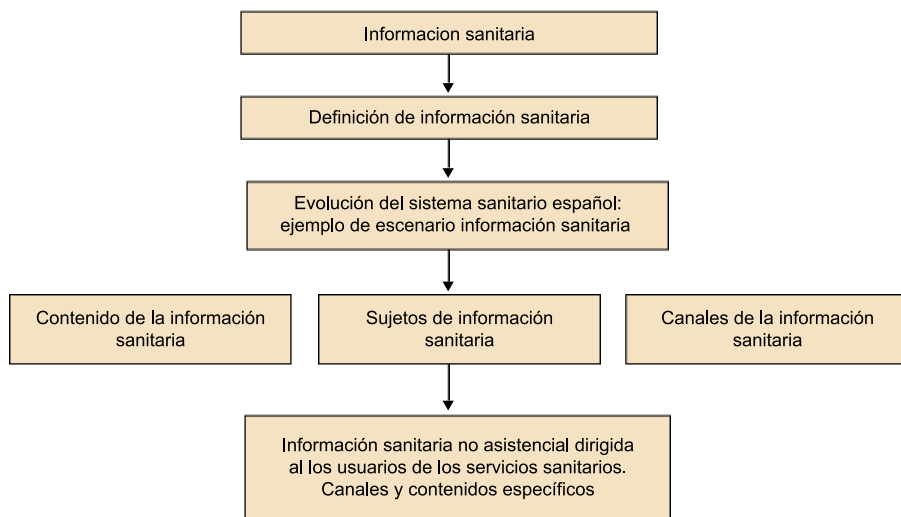 Informacion sanitaria
Definición de información sanitaria
Evolución del sistema sanitario español:
ejemplo de escenario información sanitaria
Contenido de la información
sanitaria
Sujetos de información
sanitaria
Canales de la información
sanitaria
Información sanitaria no asistencial dirigida
al los usuarios de los servicios sanitarios.
Canales y contenidos específicos